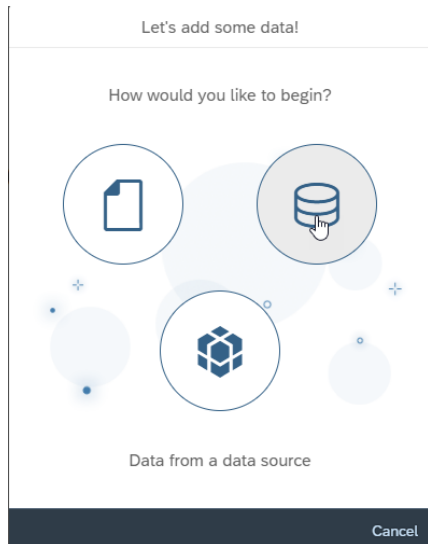 Let's add some data!
How would you like to begin?
Data from a data source
Cancel